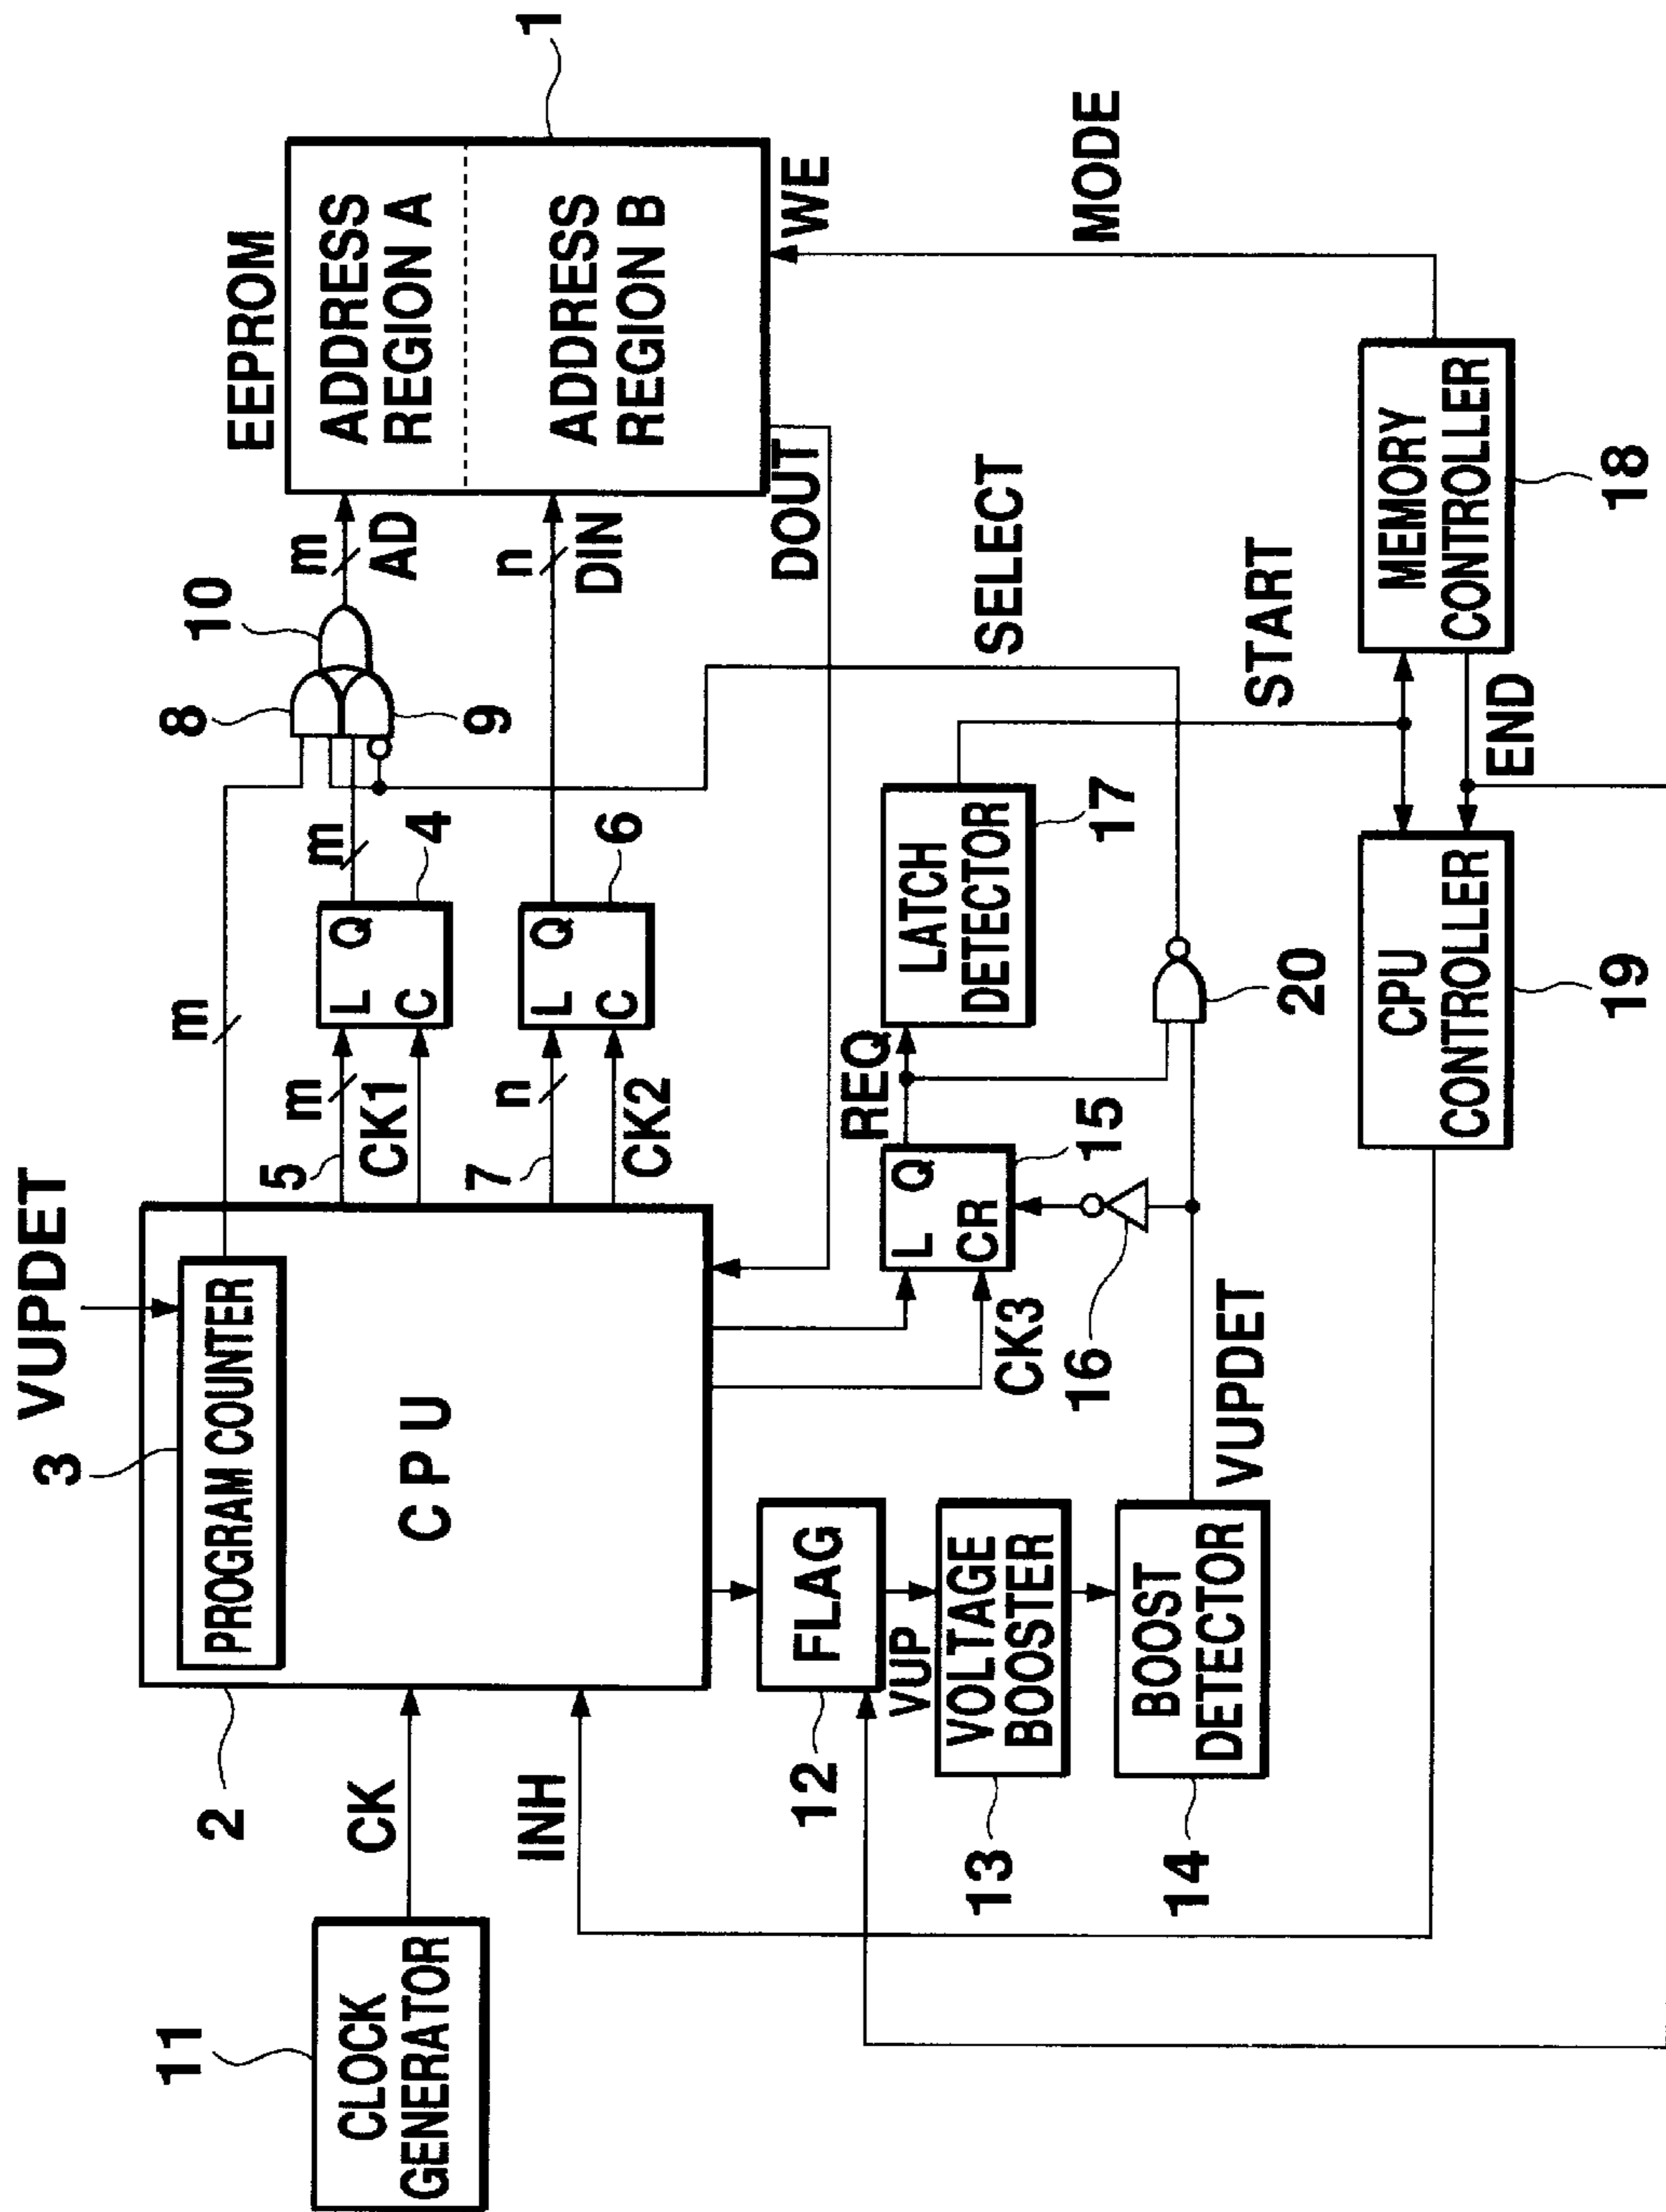 VUPDET
3
PROGRAM COUNTER
C P U
2
11
CLOCK
GENERATOR
CK
INH
m
5
m
CK1
7
n
CK2
L Q
C
4
m
L Q
C
6
8
9
10
m
AD
n
DIN
EEPROM
ADDRESS
REGION A
ADDRESS
REGION B
1
DOUT
WE
MODE
SELECT
12
FLAG
VUP
13
VOLTAGE
BOOSTER
14
BOOST
DETECTOR
VUPDET
CK3
L Q
CR
15
16
REQ
LATCH
DETECTOR
17
20
START
END
CPU
CONTROLLER
19
MEMORY
CONTROLLER
18